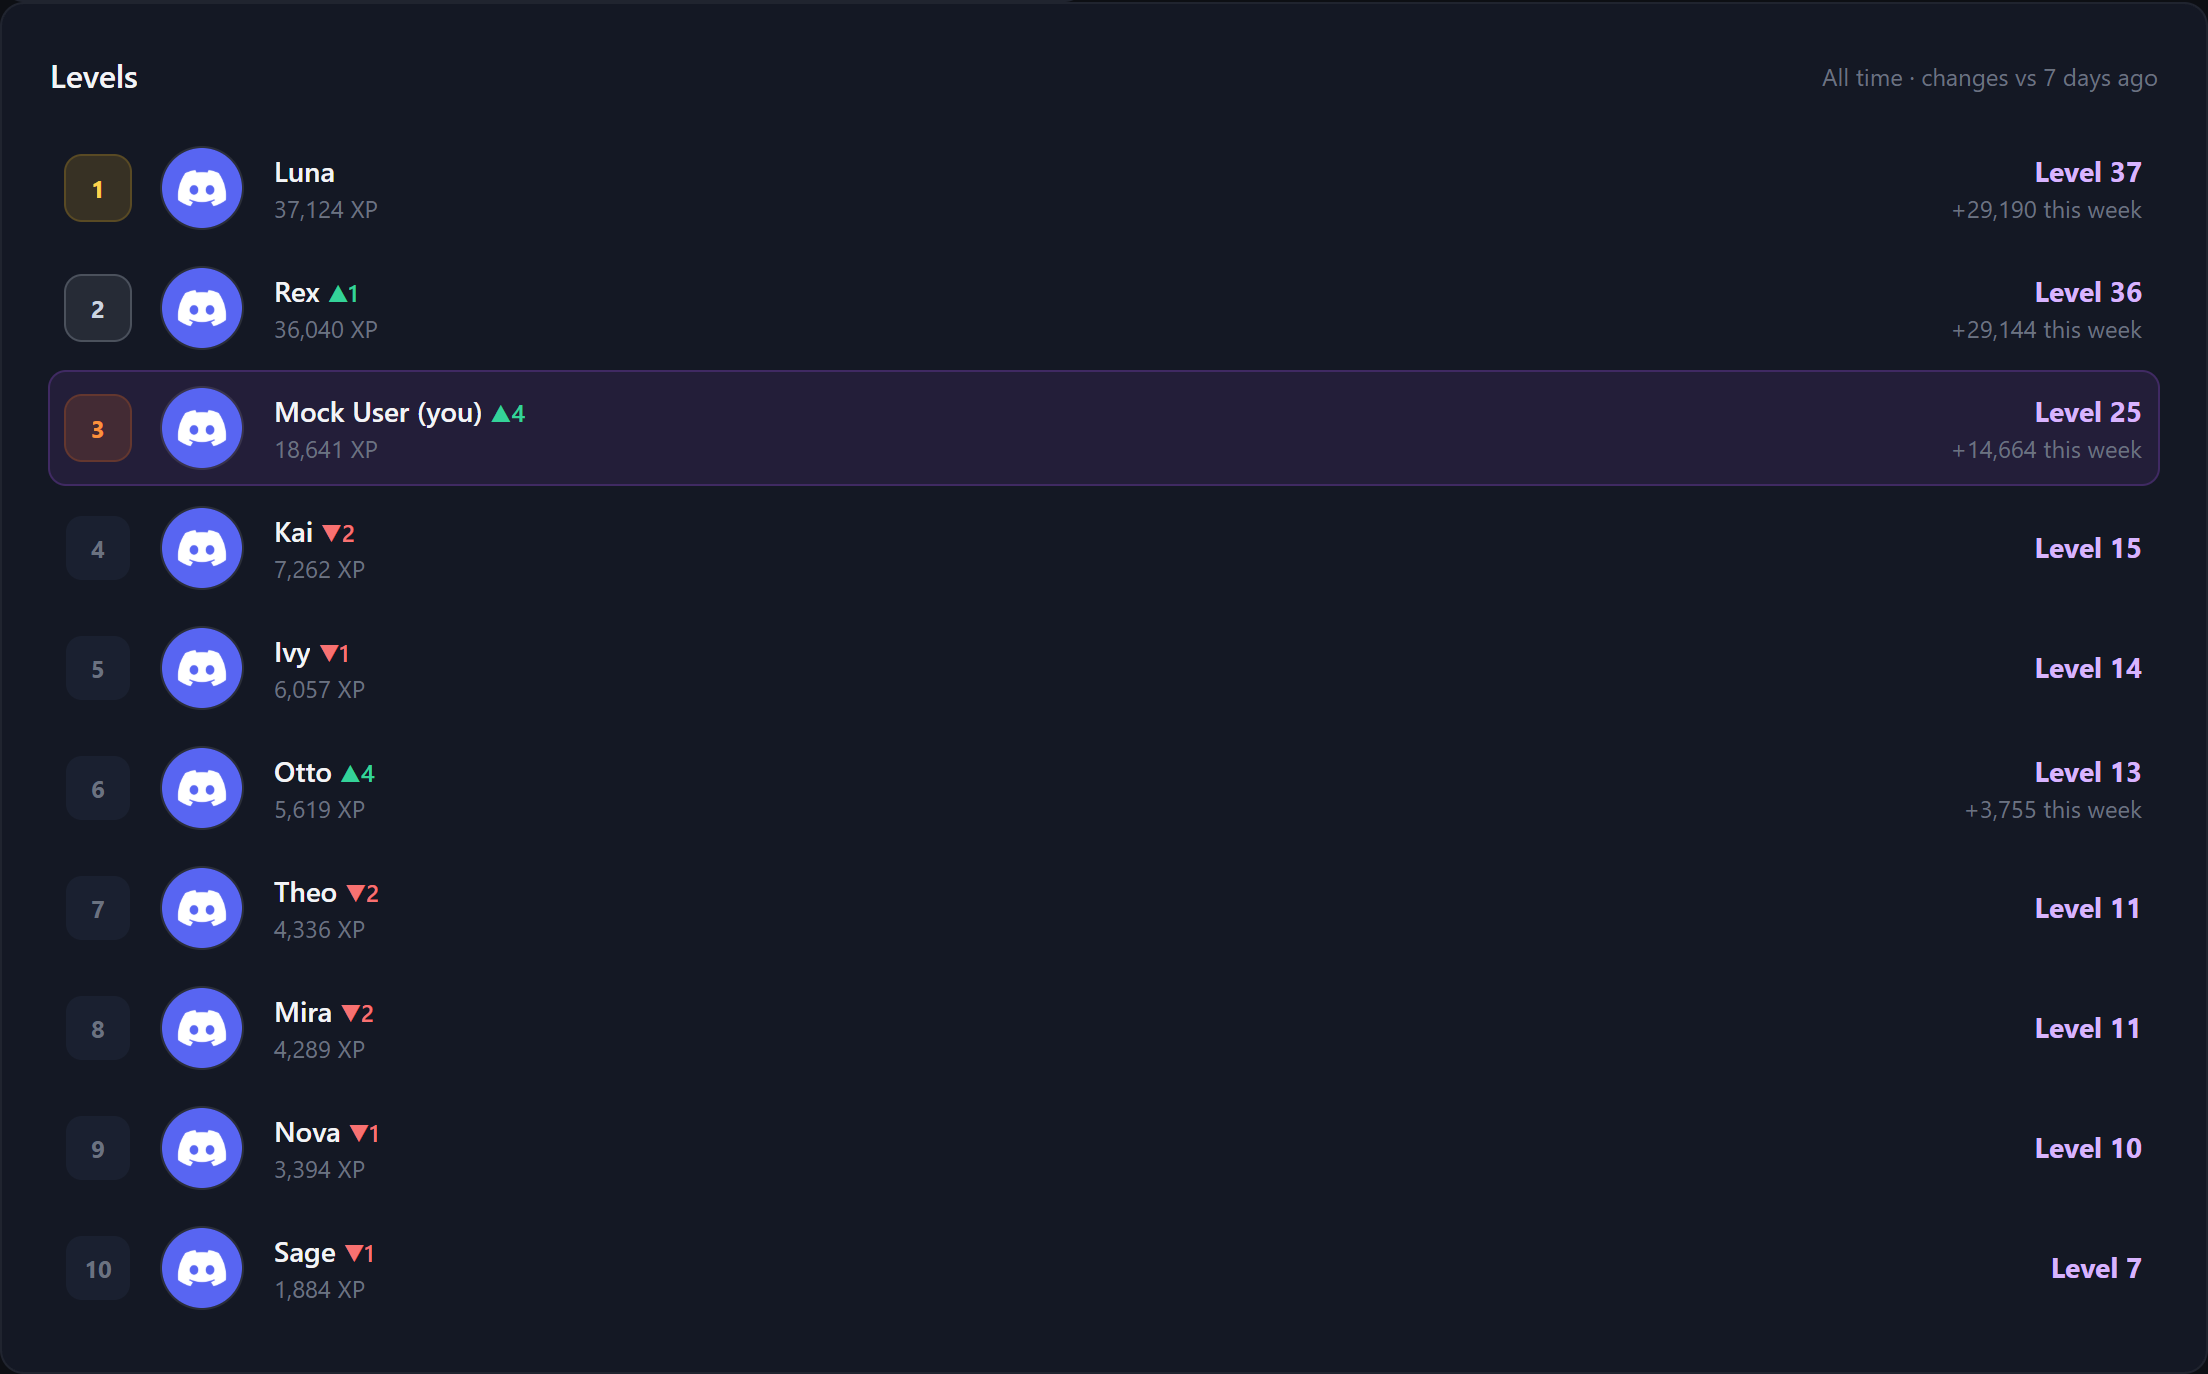 Levels
All time · changes vs 7 days ago
1
Luna
37,124 XP
Level 37
+29,190 this week
2
Rex ▲1
36,040 XP
Level 36
+29,144 this week
3
Mock User (you) ▲4
18,641 XP
Level 25
+14,664 this week
4
Kai ▼2
7,262 XP
Level 15
5
Ivy ▼1
6,057 XP
Level 14
6
Otto ▲4
5,619 XP
Level 13
+3,755 this week
7
Theo ▼2
4,336 XP
Level 11
8
Mira ▼2
4,289 XP
Level 11
9
Nova ▼1
3,394 XP
Level 10
10
Sage ▼1
1,884 XP
Level 7